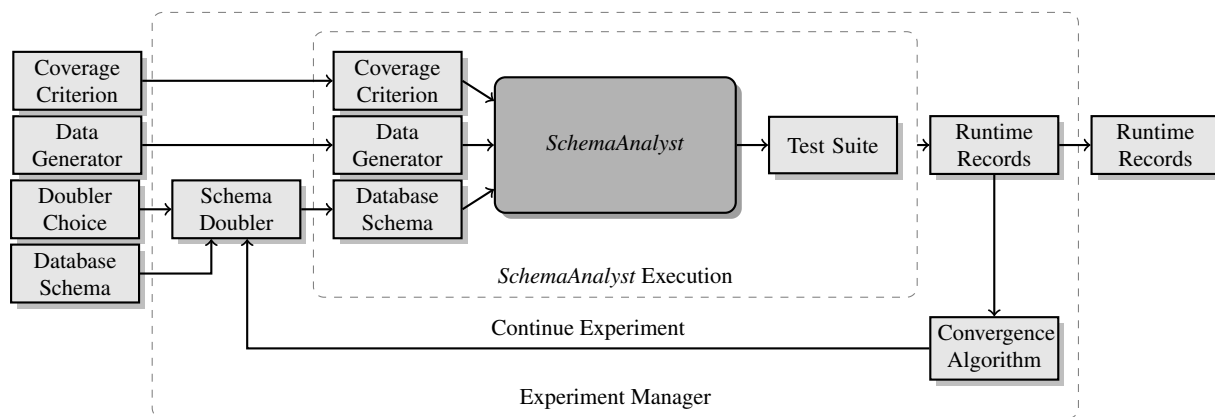 Coverage
Criterion
Data
Generator
Doubler
Choice
Database
Schema
Schema
Doubler
Coverage
Criterion
Data
Generator
Database
Schema
SchemaAnalyst
Test Suite
SchemaAnalyst Execution
Runtime
Records
Runtime
Records
Continue Experiment
Convergence
Algorithm
Experiment Manager